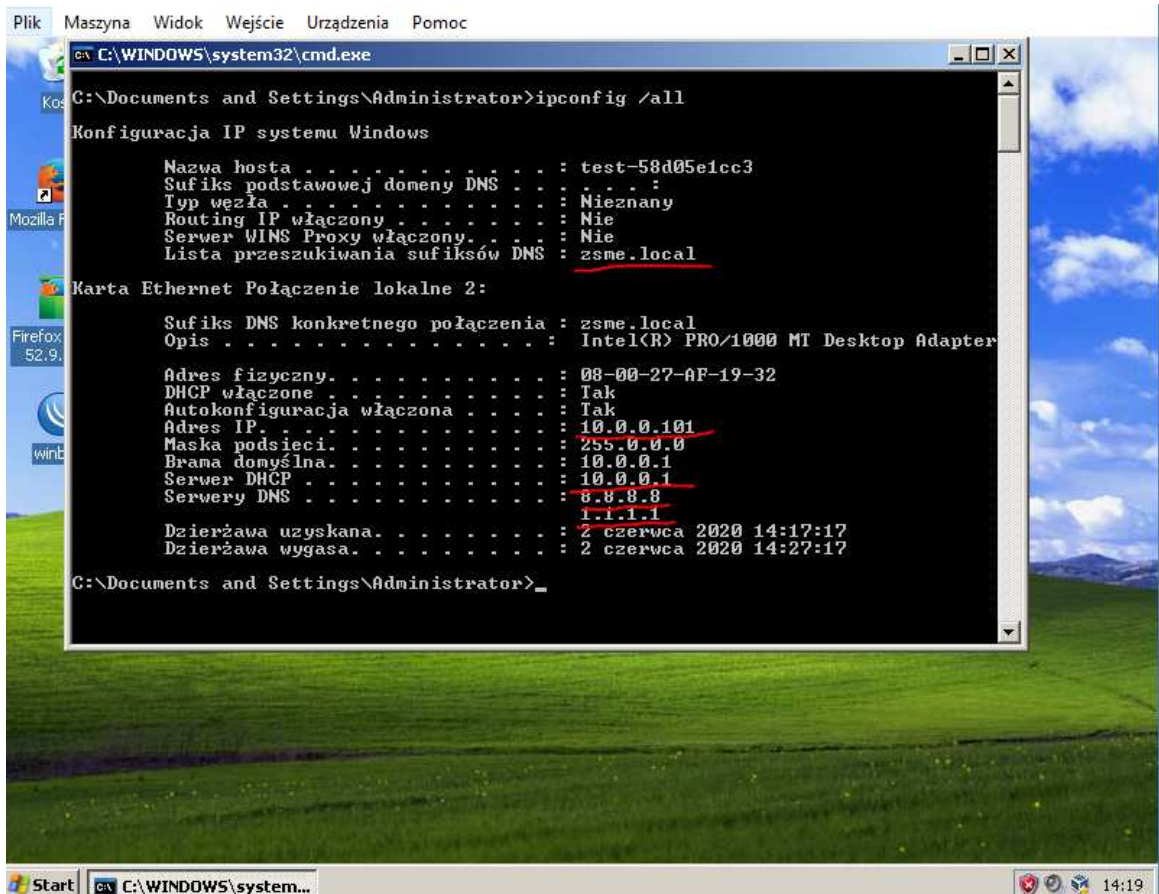 Plik Maszyna Widok Wejście Urządzenia Pomoc
C:\WINDOWS\system32\cmd.exe
C:\Documents and Settings\Administrator>ipconfig /all
Konfiguracja IP systemu Windows
Nazwa hosta . . . . . . . . . . . : test-58d05e1cc3
Sufiks podstawowej domeny DNS . . . . . . :
Typ węzła . . . . . . . . . . . . : Nieznany
Routing IP włączony . . . . . . . : Nie
Serwer WINS Proxy włączony. . . . : Nie
Lista przeszukiwania sufiksów DNS : zsme.local
Karta Ethernet Połączenie lokalne 2:
Sufiks DNS konkretnego połączenia : zsme.local
Opis . . . . . . . . . . . . . . : Intel(R) PRO/1000 MT Desktop Adapter
Adres fizyczny. . . . . . . . . . : 08-00-27-AF-19-32
DHCP włączone . . . . . . . . . . : Tak
Autokonfiguracja włączona . . . . : Tak
Adres IP. . . . . . . . . . . . . : 10.0.0.101
Maska podsieci. . . . . . . . . . : 255.0.0.0
Brama domyślna. . . . . . . . . . : 10.0.0.1
Serwer DHCP . . . . . . . . . . . : 10.0.0.1
Serwery DNS . . . . . . . . . . . : 8.8.8.8
1.1.1.1
Dzierżawa uzyskana. . . . . . . . : 2 czerwca 2020 14:17:17
Dzierżawa wygasa. . . . . . . . . : 2 czerwca 2020 14:27:17
C:\Documents and Settings\Administrator>_
Mozilla F
Firefox
52.9.
Start
C:\WINDOWS\system...
14:19